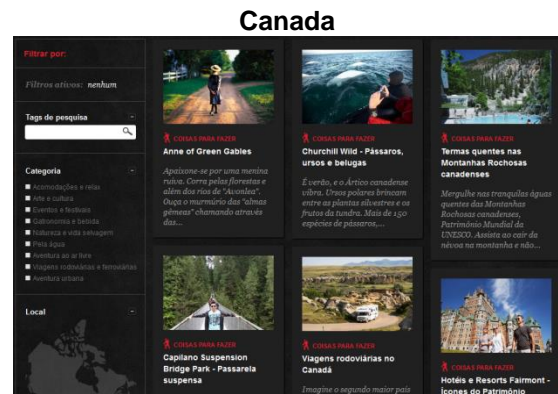 Canada
Filtrar por:
Filtros ativos: nenhum
Tags de pesquisa
Categoria
Acomodações e relax
Arte e cultura
Eventos e festivais
Gastronomia e bebida
Natureza e vida selvagem
Pela água
Aventura ao ar livre
Viagens rodoviárias e ferroviárias
Aventura urbana
Local
COISAS PARA FAZER
Anne of Green Gables
Apaixone-se por uma menina
ruiva. Corra pelas florestas e
além dos rios de "Avonlea".
Ouça o murmúrio das "almas
gêmeas" chamando através
das...
COISAS PARA FAZER
Churchill Wild - Pássaros,
ursos e belugas
É verão, e o Ártico canadense
vibra. Ursos polares brincam
entre as plantas silvestres e os
frutos da tundra. Mais de 150
espécies de pássaros,...
COISAS PARA FAZER
Termas quentes nas
Montanhas Rochosas
canadenses
Mergulhe nas tranquilas águas
quentes das Montanhas
Rochosas canadenses,
Patrimônio Mundial da
UNESCO. Assista ao cair da
névoa na montanha e não...
COISAS PARA FAZER
Capilano Suspension
Bridge Park - Passarela
suspensa
COISAS PARA FAZER
Viagens rodoviárias no
Canadá
Imagine o segundo maior país
COISAS PARA FAZER
Hotéis e Resorts Fairmont -
Ícones do Patrimônio